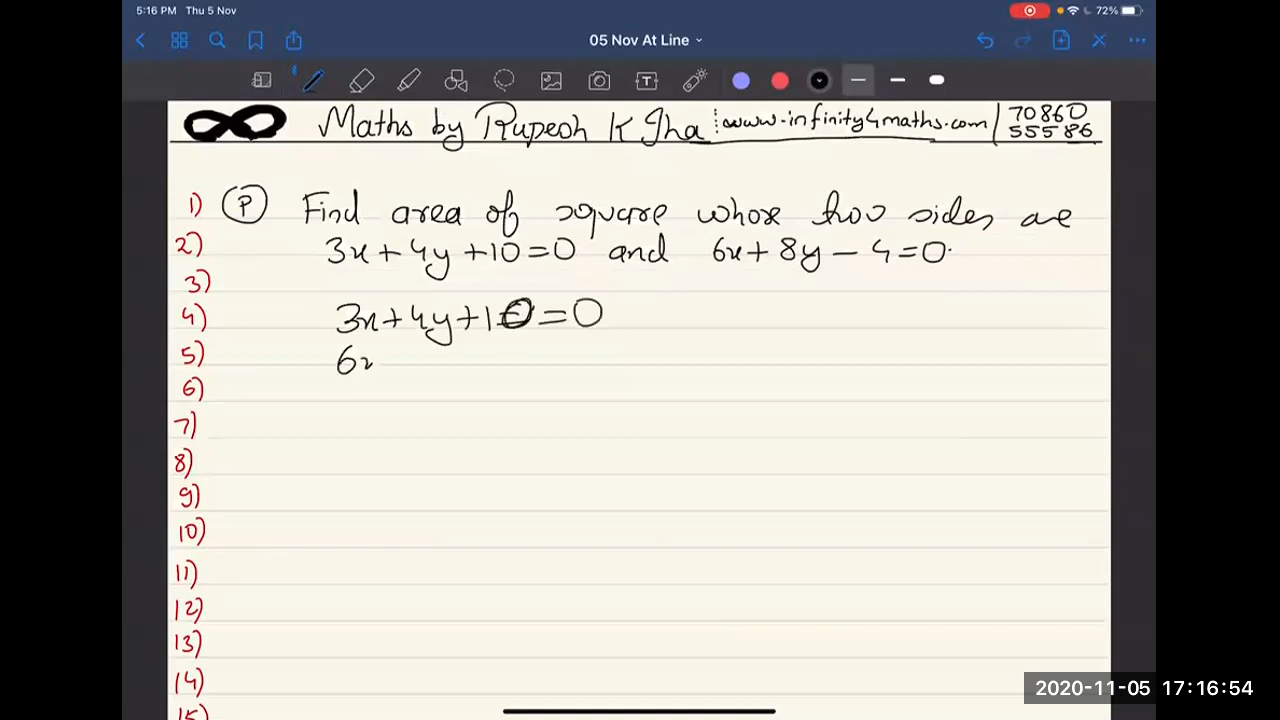 5:16 PM Thu 5 Nov
72%
05 Nov At Line
T
Maths by Rupesh K Jha www.infinity4maths.com 70860
55586
1) P Find area of square whose two sides are
2) 3x + 4y + 10 = 0 and 6x + 8y - 4 = 0.
3)
4) 3x + 4y + 10 = 0
5) 6x
6)
7)
8)
9)
10)
11)
12)
13)
14)
15)
2020-11-05 17:16:54